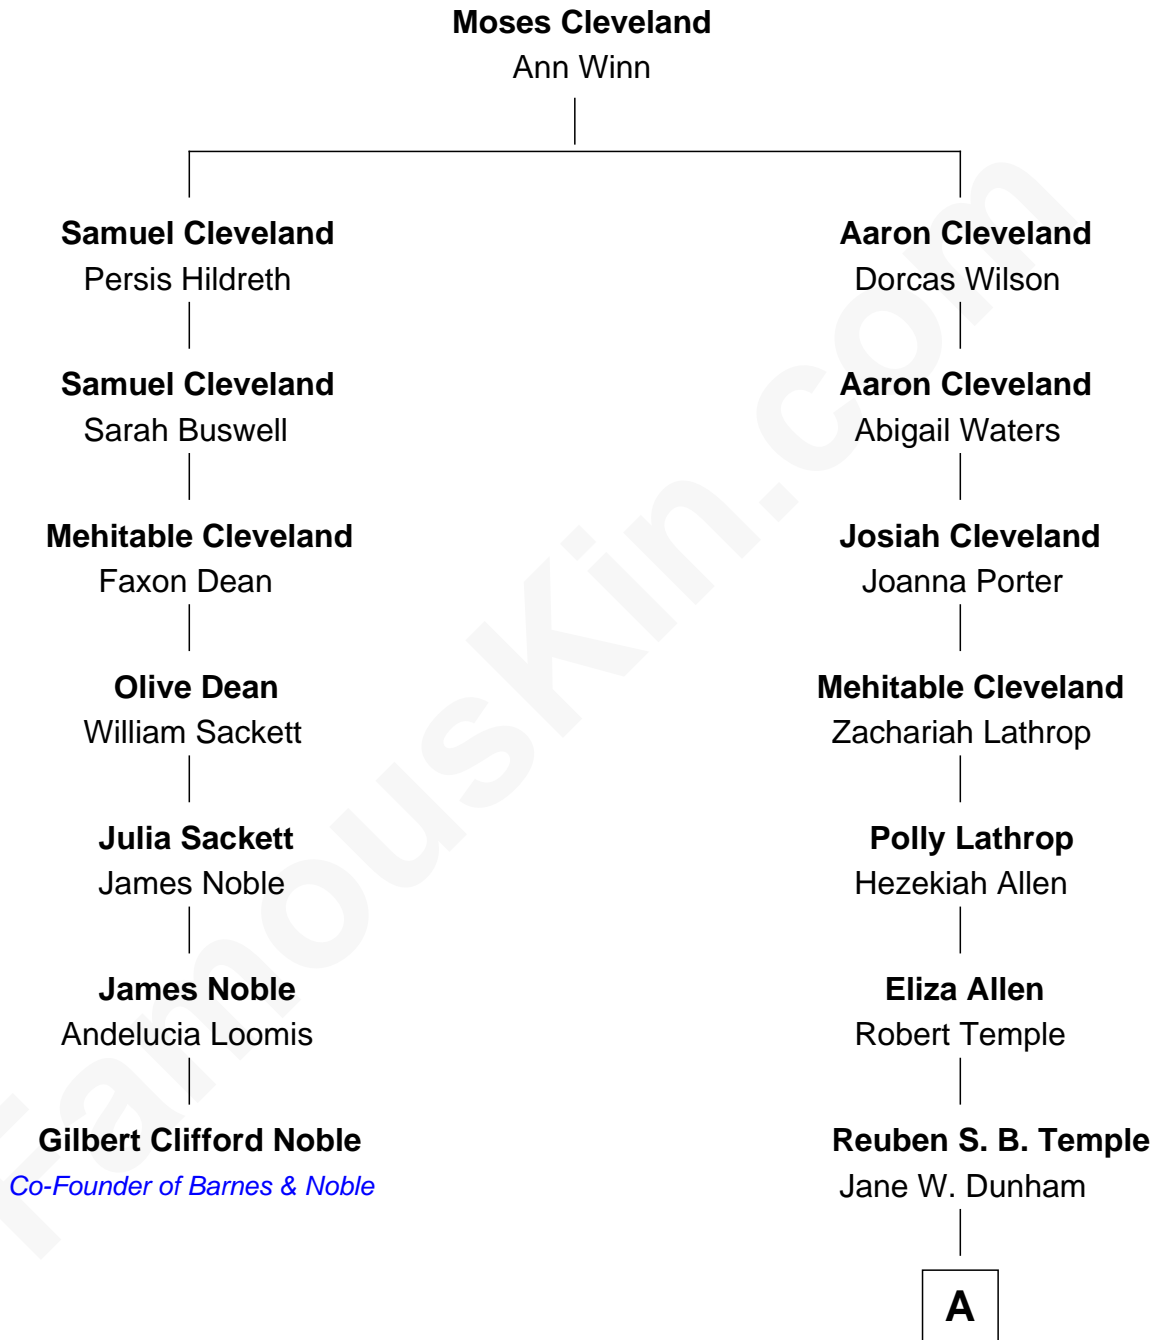 Moses Cleveland
Ann Winn
Samuel Cleveland
Persis Hildreth
Aaron Cleveland
Dorcas Wilson
Samuel Cleveland
Sarah Buswell
Aaron Cleveland
Abigail Waters
Mehitable Cleveland
Faxon Dean
Josiah Cleveland
Joanna Porter
Olive Dean
William Sackett
Mehitable Cleveland
Zachariah Lathrop
Julia Sackett
James Noble
Polly Lathrop
Hezekiah Allen
James Noble
Andelucia Loomis
Eliza Allen
Robert Temple
Gilbert Clifford Noble
Co-Founder of Barnes & Noble
Reuben S. B. Temple
Jane W. Dunham
A
FamousKin.com